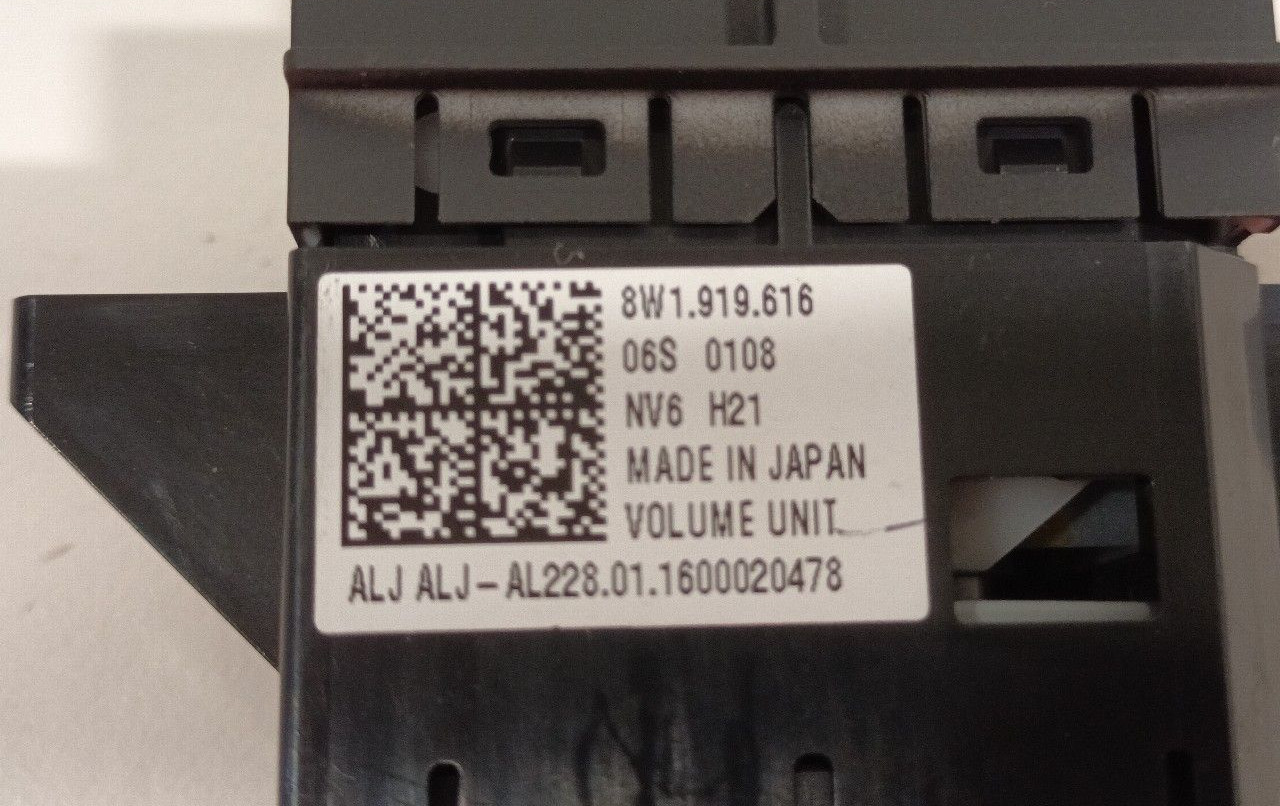 8W1.919.616
06S 0108
NV6 H21
MADE IN JAPAN
VOLUME UNIT
ALJ ALJ-AL228.01.1600020478